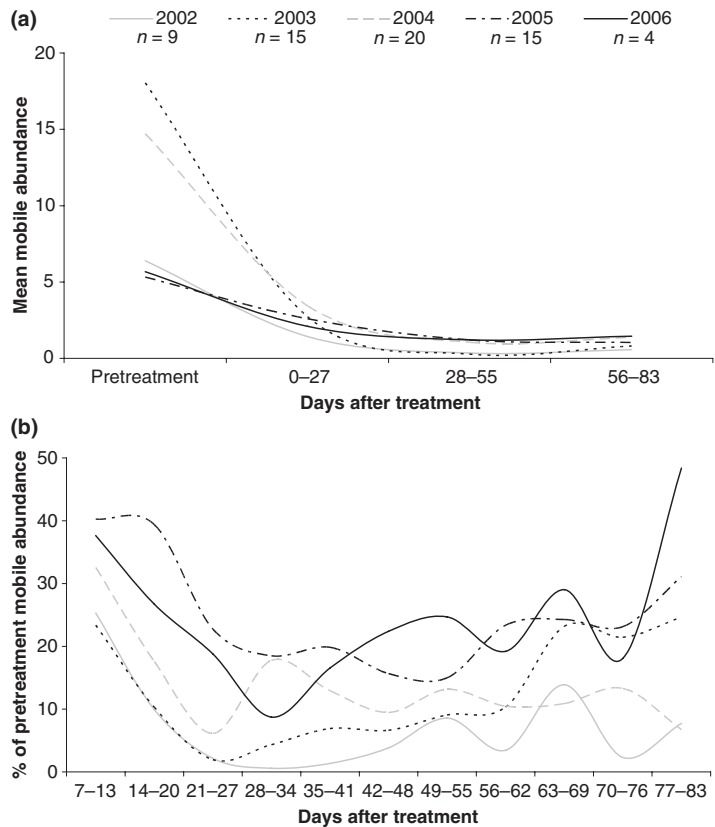 (a) 2002 2003 2004 2005 2006
n = 9 n = 15 n = 20 n = 15 n = 4
20
15
10
5
0
Mean mobile abundance
Pretreatment 0–27 28–55 56–83
Days after treatment
(b)
50
40
30
20
10
0
% of pretreatment mobile abundance
7–13 14–20 21–27 28–34 35–41 42–48 49–55 56–62 63–69 70–76 77–83
Days after treatment